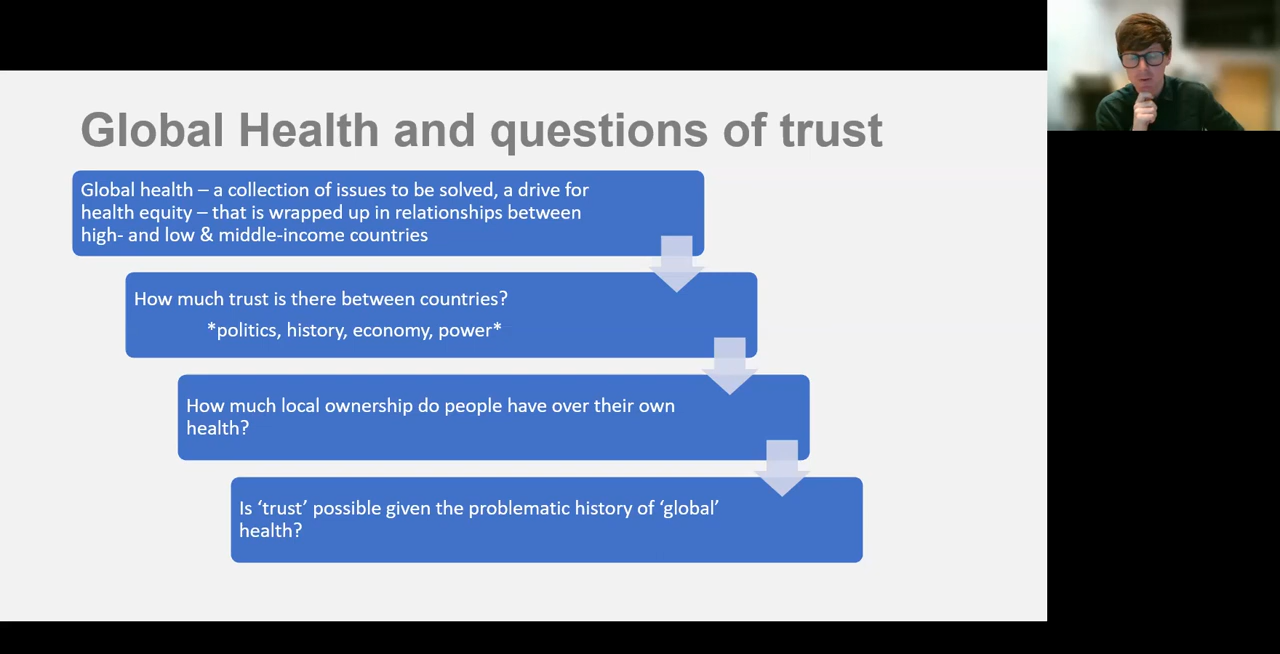 Global Health and questions of trust
Global health – a collection of issues to be solved, a drive for
health equity – that is wrapped up in relationships between
high- and low & middle-income countries
How much trust is there between countries?
*politics, history, economy, power*
How much local ownership do people have over their own
health?
Is ‘trust’ possible given the problematic history of ‘global’
health?